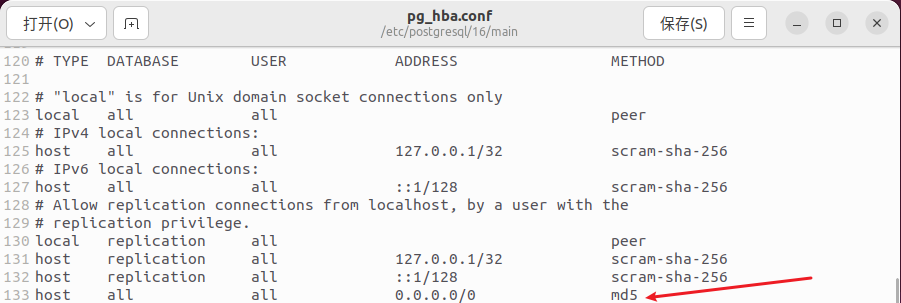 打开(O)
pg_hba.conf
/etc/postgresql/16/main
保存(S)
120 # TYPE  DATABASE        USER            ADDRESS                 METHOD
121
122 # "local" is for Unix domain socket connections only
123 local   all             all                                     peer
124 # IPv4 local connections:
125 host    all             all             127.0.0.1/32            scram-sha-256
126 # IPv6 local connections:
127 host    all             all             ::1/128                 scram-sha-256
128 # Allow replication connections from localhost, by a user with the
129 # replication privilege.
130 local   replication     all                                     peer
131 host    replication     all             127.0.0.1/32            scram-sha-256
132 host    replication     all             ::1/128                 scram-sha-256
133 host    all             all             0.0.0.0/0               md5